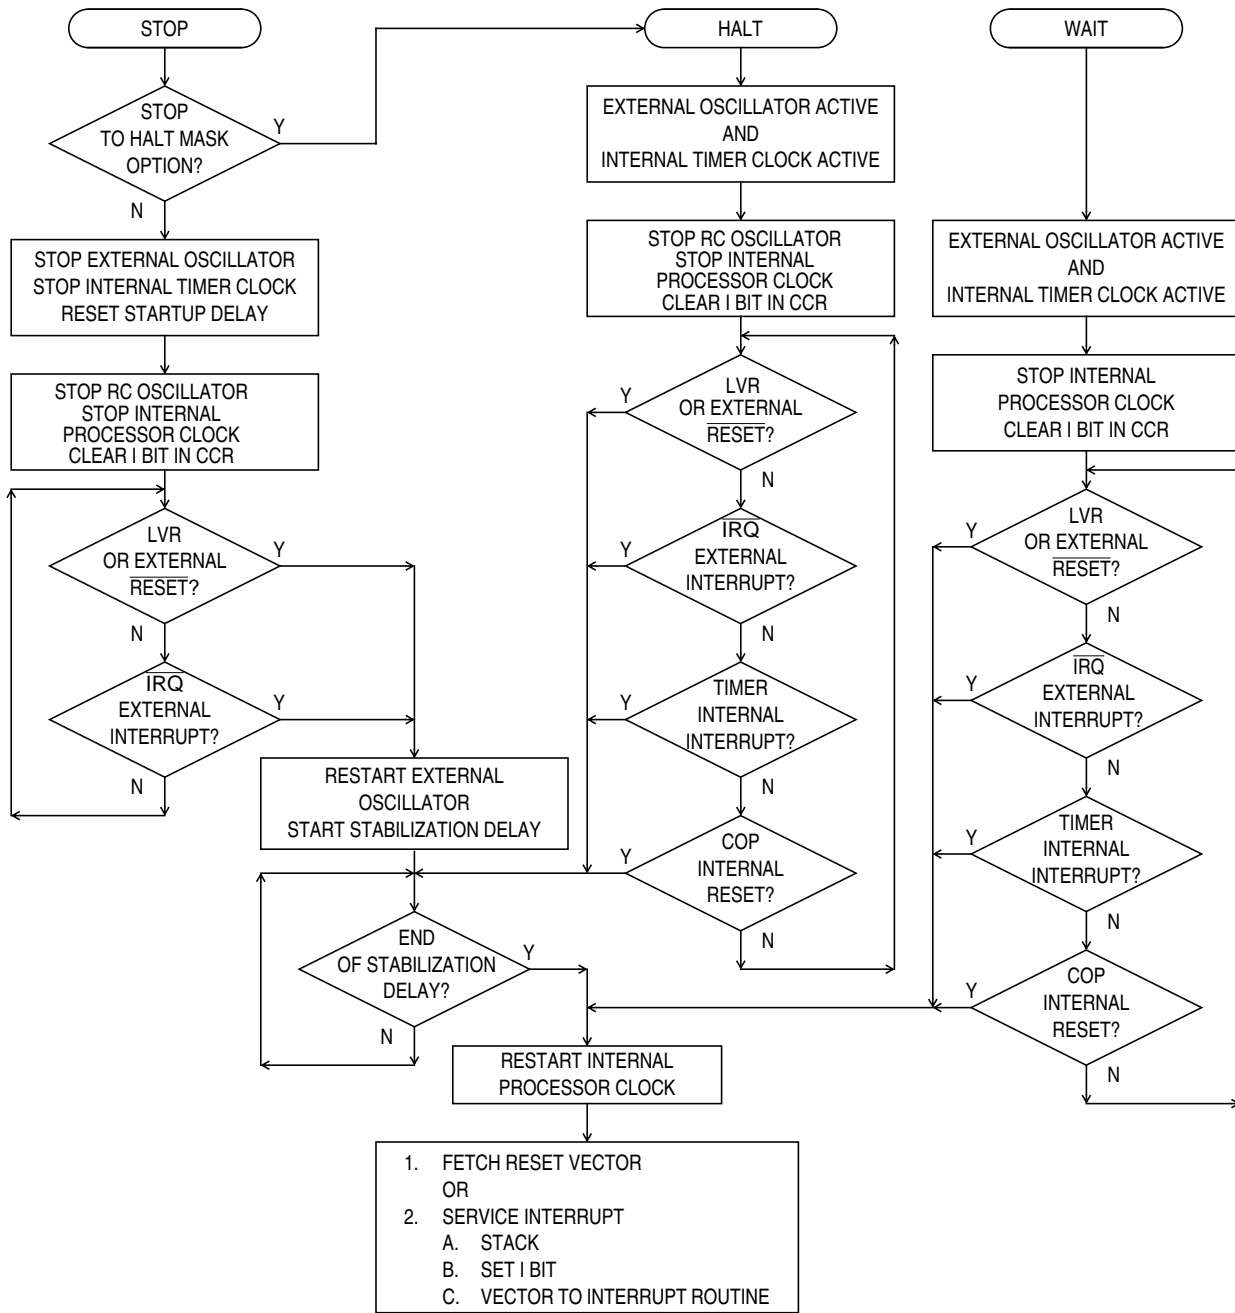 STOP
STOP
TO HALT MASK
OPTION?
Y
N
STOP EXTERNAL OSCILLATOR
STOP INTERNAL TIMER CLOCK
RESET STARTUP DELAY
STOP RC OSCILLATOR
STOP INTERNAL
PROCESSOR CLOCK
CLEAR I BIT IN CCR
LVR
OR EXTERNAL
RESET?
Y
N
IRQ
EXTERNAL
INTERRUPT?
Y
N
RESTART EXTERNAL
OSCILLATOR
START STABILIZATION DELAY
END
OF STABILIZATION
DELAY?
Y
N
RESTART INTERNAL
PROCESSOR CLOCK
1. FETCH RESET VECTOR
OR
2. SERVICE INTERRUPT
A. STACK
B. SET I BIT
C. VECTOR TO INTERRUPT ROUTINE
HALT
EXTERNAL OSCILLATOR ACTIVE
AND
INTERNAL TIMER CLOCK ACTIVE
STOP RC OSCILLATOR
STOP INTERNAL
PROCESSOR CLOCK
CLEAR I BIT IN CCR
LVR
OR EXTERNAL
RESET?
Y
N
IRQ
EXTERNAL
INTERRUPT?
Y
N
TIMER
INTERNAL
INTERRUPT?
Y
N
COP
INTERNAL
RESET?
Y
N
WAIT
EXTERNAL OSCILLATOR ACTIVE
AND
INTERNAL TIMER CLOCK ACTIVE
STOP INTERNAL
PROCESSOR CLOCK
CLEAR I BIT IN CCR
LVR
OR EXTERNAL
RESET?
Y
N
IRQ
EXTERNAL
INTERRUPT?
Y
N
TIMER
INTERNAL
INTERRUPT?
Y
N
COP
INTERNAL
RESET?
Y
N